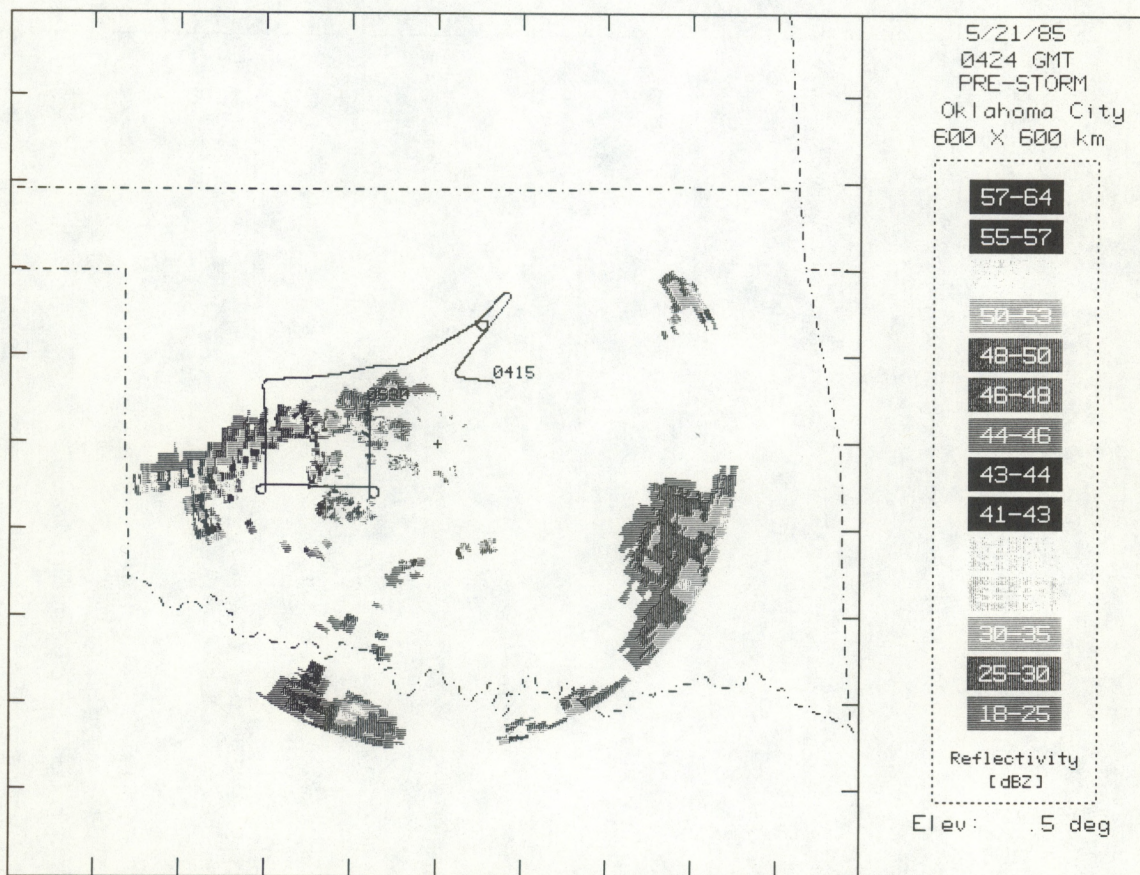 5/21/85
0424 GMT
PRE-STORM
Oklahoma City
600 X 600 km
57-64
55-57
50-53
48-50
46-48
44-46
43-44
41-43
30-35
25-30
18-25
Reflectivity
[dBZ]
Elev: .5 deg
0415
0530